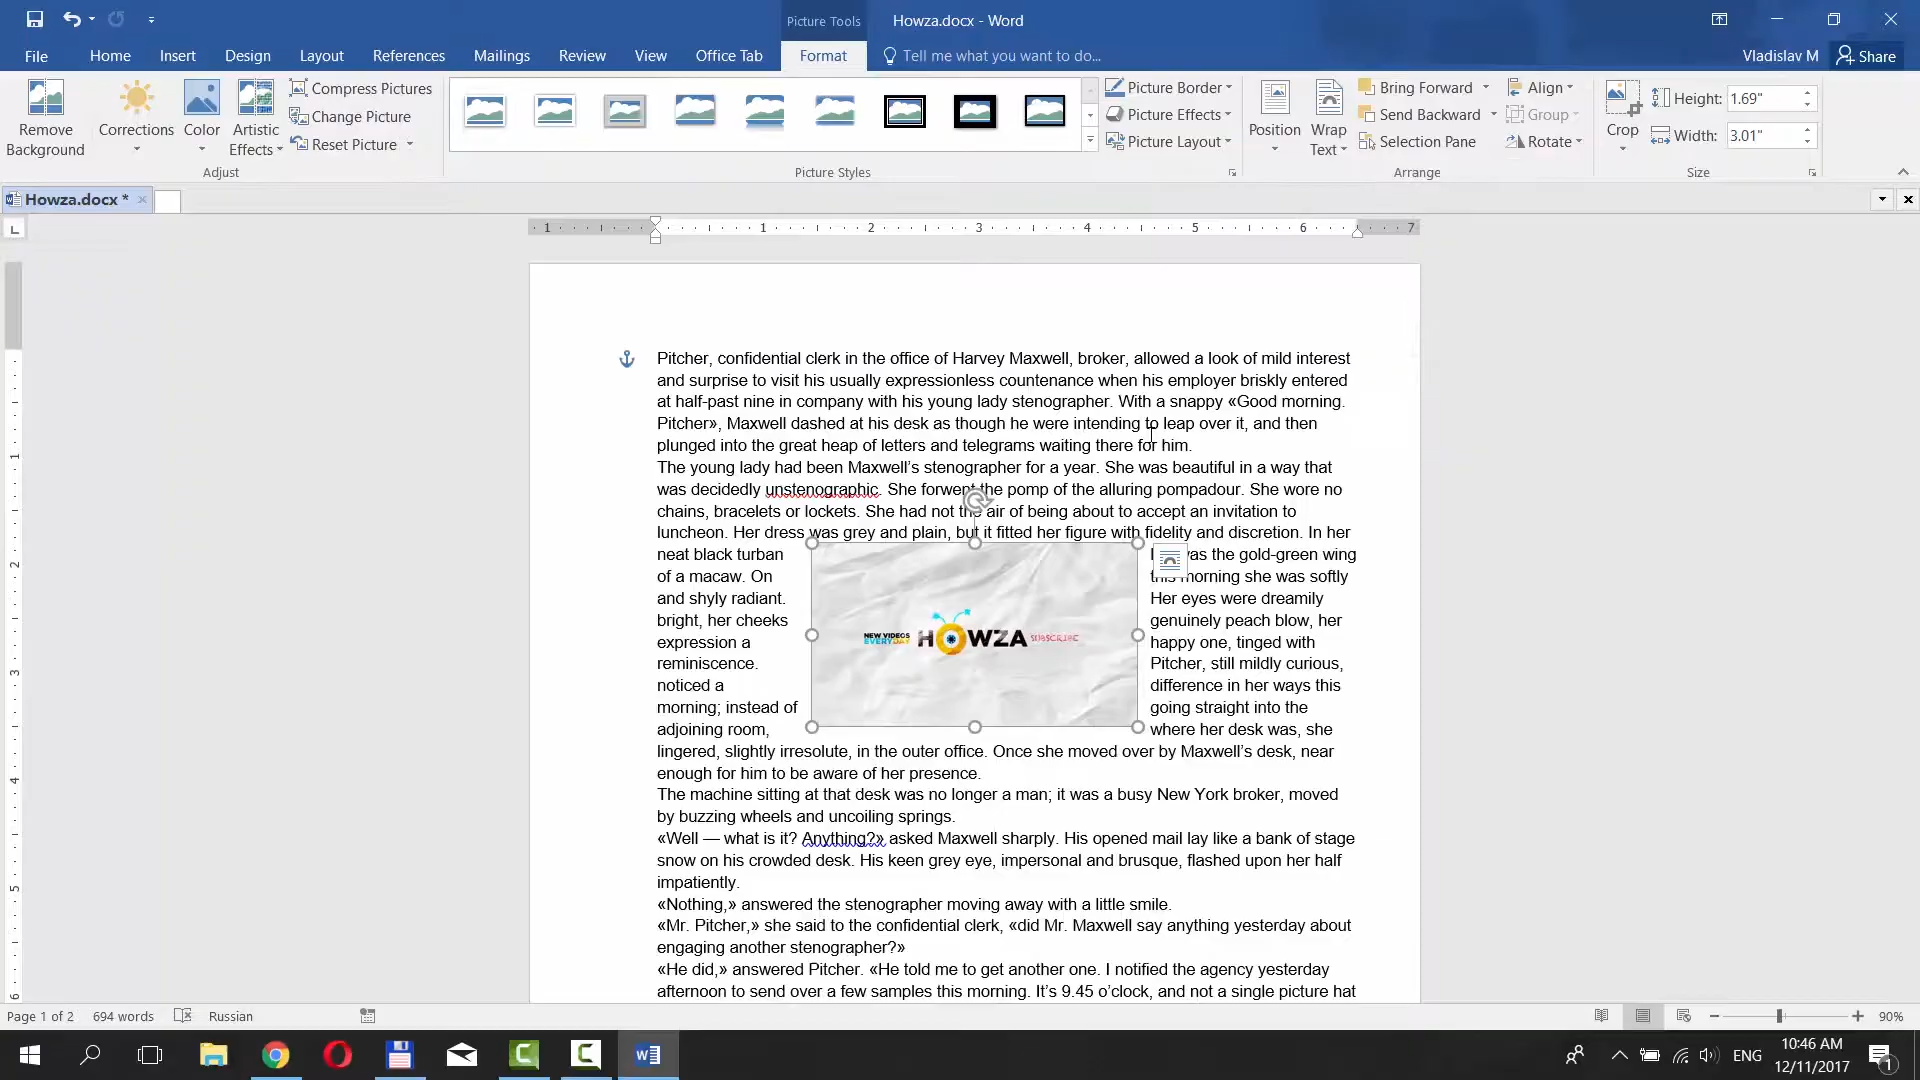 Picture Tools
Howza.docx - Word
File Home Insert Design Layout References Mailings Review View Office Tab Format Tell me what you want to do... Vladislav M Share
Remove Background
Corrections
Color
Artistic Effects
Compress Pictures
Change Picture
Reset Picture
Adjust
Picture Styles
Picture Border
Picture Effects
Picture Layout
Position
Wrap Text
Bring Forward
Send Backward
Selection Pane
Align
Group
Rotate
Arrange
Crop
Height: 1.69"
Width: 3.01"
Size
Howza.docx *
1 1 2 3 4 5 6 7
Pitcher, confidential clerk in the office of Harvey Maxwell, broker, allowed a look of mild interest
and surprise to visit his usually expressionless countenance when his employer briskly entered
at half-past nine in company with his young lady stenographer. With a snappy «Good morning.
Pitcher», Maxwell dashed at his desk as though he were intending to leap over it, and then
plunged into the great heap of letters and telegrams waiting there for him.
The young lady had been Maxwell's stenographer for a year. She was beautiful in a way that
was decidedly unstenographic. She forwent the pomp of the alluring pompadour. She wore no
chains, bracelets or lockets. She had not the air of being about to accept an invitation to
luncheon. Her dress was grey and plain, but it fitted her figure with fidelity and discretion. In her
neat black turban was the gold-green wing
of a macaw. On this morning she was softly
and shyly radiant. Her eyes were dreamily
bright, her cheeks genuinely peach blow, her
expression a happy one, tinged with
reminiscence. Pitcher, still mildly curious,
noticed a difference in her ways this
morning; instead of going straight into the
adjoining room, where her desk was, she
NEW VIDEOS
EVERYDAY
HOWZA
SUBSCRIBE
lingered, slightly irresolute, in the outer office. Once she moved over by Maxwell's desk, near
enough for him to be aware of her presence.
The machine sitting at that desk was no longer a man; it was a busy New York broker, moved
by buzzing wheels and uncoiling springs.
«Well — what is it? Anything?» asked Maxwell sharply. His opened mail lay like a bank of stage
snow on his crowded desk. His keen grey eye, impersonal and brusque, flashed upon her half
impatiently.
«Nothing,» answered the stenographer moving away with a little smile.
«Mr. Pitcher,» she said to the confidential clerk, «did Mr. Maxwell say anything yesterday about
engaging another stenographer?»
«He did,» answered Pitcher. «He told me to get another one. I notified the agency yesterday
afternoon to send over a few samples this morning. It's 9.45 o'clock, and not a single picture hat
1
2
3
4
5
6
Page 1 of 2 694 words Russian 90%
ENG
10:46 AM
12/11/2017
1